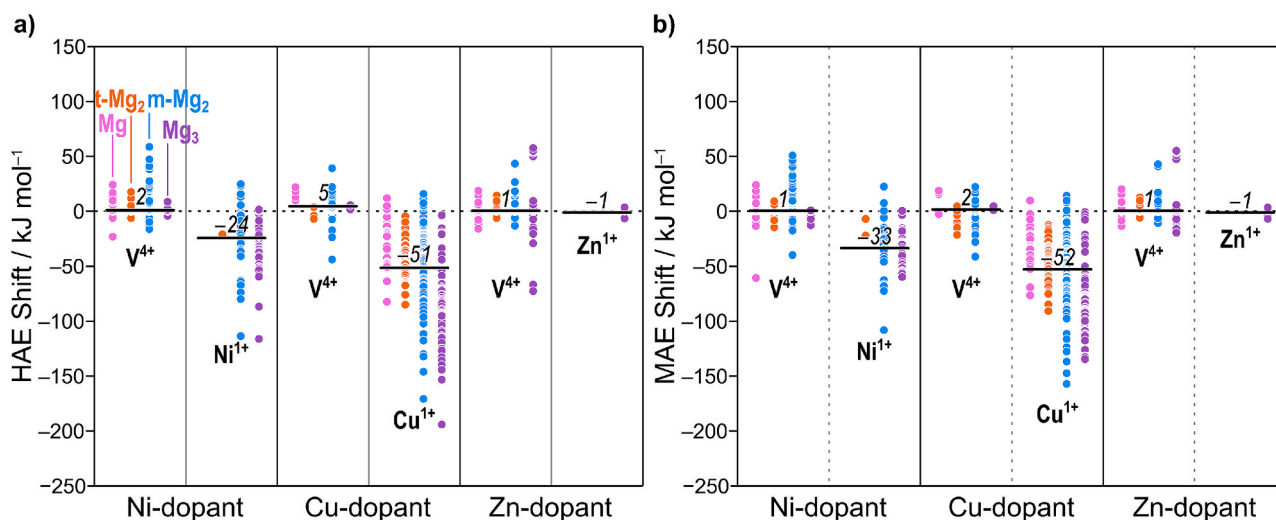 a)
HAE Shift / kJ mol⁻¹
150
100
50
0
−50
−100
−150
−200
−250
t-Mg₂ m-Mg₂
Mg
Mg₃
2
V⁴⁺
−24
Ni¹⁺
5
V⁴⁺
−51
Cu¹⁺
1
V⁴⁺
−1
Zn¹⁺
Ni-dopant
Cu-dopant
Zn-dopant
b)
MAE Shift / kJ mol⁻¹
150
100
50
0
−50
−100
−150
−200
−250
1
V⁴⁺
−33
Ni¹⁺
2
V⁴⁺
−52
Cu¹⁺
1
V⁴⁺
−1
Zn¹⁺
Ni-dopant
Cu-dopant
Zn-dopant